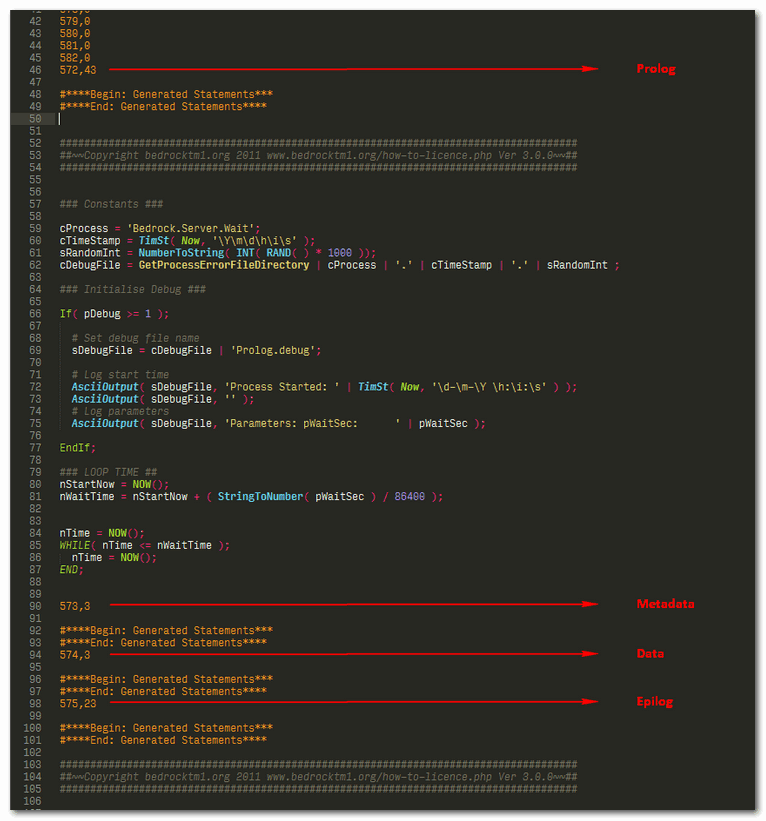 42 579,0
43 580,0
44 581,0
45 582,0
46 572,43 Prolog
47
48 #****Begin: Generated Statements***
49 #****End: Generated Statements****
50
51
52 #####################################################################################
53 ##~~Copyright bedrocktm1.org 2011 www.bedrocktm1.org/how-to-licence.php Ver 3.0.0~~##
54 #####################################################################################
55
56
57 ### Constants ###
58
59 cProcess = 'Bedrock.Server.Wait';
60 cTimeStamp = TimSt( Now, '\Y\m\d\h\i\s' );
61 sRandomInt = NumberToString( INT( RAND( ) * 1000 ));
62 cDebugFile = GetProcessErrorFileDirectory | cProcess | '.' | cTimeStamp | '.' | sRandomInt ;
63
64 ### Initialise Debug ###
65
66 If( pDebug >= 1 );
67
68 # Set debug file name
69 sDebugFile = cDebugFile | 'Prolog.debug';
70
71 # Log start time
72 AsciiOutput( sDebugFile, 'Process Started: ' | TimSt( Now, '\d-\m-\Y \h:\i:\s' ) );
73 AsciiOutput( sDebugFile, '' );
74 # Log parameters
75 AsciiOutput( sDebugFile, 'Parameters: pWaitSec:      ' | pWaitSec );
76
77 EndIf;
78
79 ### LOOP TIME ##
80 nStartNow = NOW();
81 nWaitTime = nStartNow + ( StringToNumber( pWaitSec ) / 86400 );
82
83
84 nTime = NOW();
85 WHILE( nTime <= nWaitTime );
86 nTime = NOW();
87 END;
88
89
90 573,3 Metadata
91
92 #****Begin: Generated Statements***
93 #****End: Generated Statements****
94 574,3 Data
95
96 #****Begin: Generated Statements***
97 #****End: Generated Statements****
98 575,23 Epilog
99
100 #****Begin: Generated Statements***
101 #****End: Generated Statements****
102
103 #####################################################################################
104 ##~~Copyright bedrocktm1.org 2011 www.bedrocktm1.org/how-to-licence.php Ver 3.0.0~~##
105 #####################################################################################
106